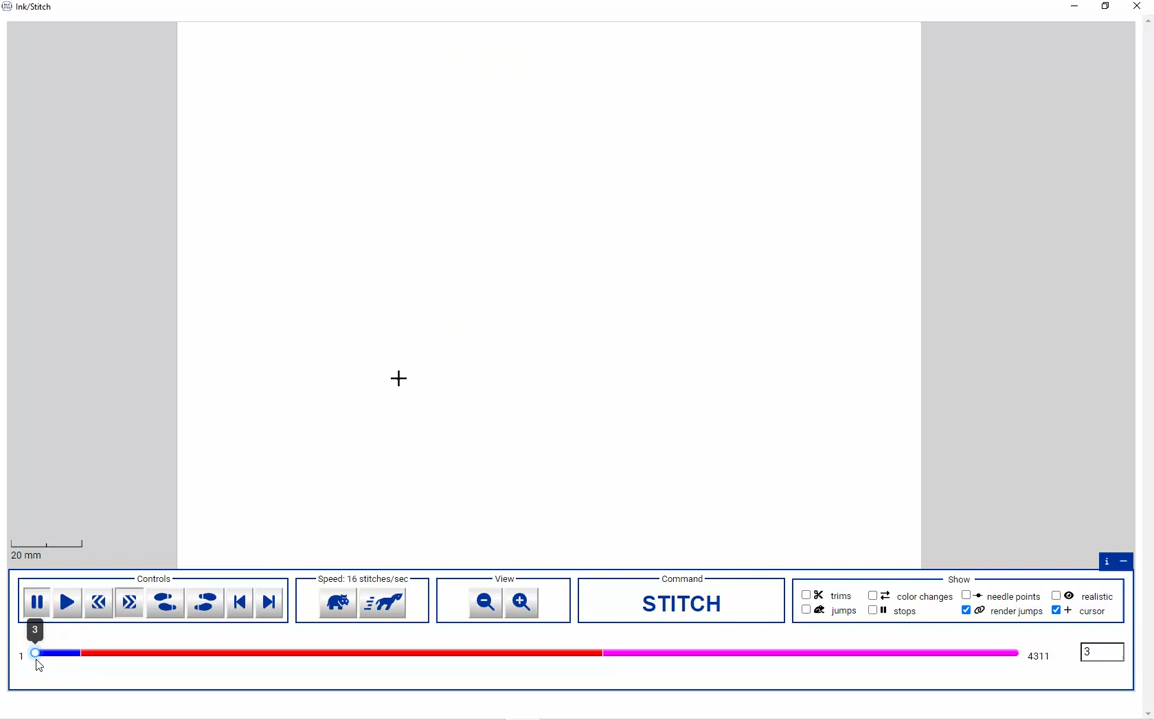 Ink/Stitch
20 mm
i
Controls
Speed: 16 stitches/sec
View
Command
Show
STITCH
trims
color changes
needle points
realistic
jumps
stops
render jumps
cursor
3
1
4311
3